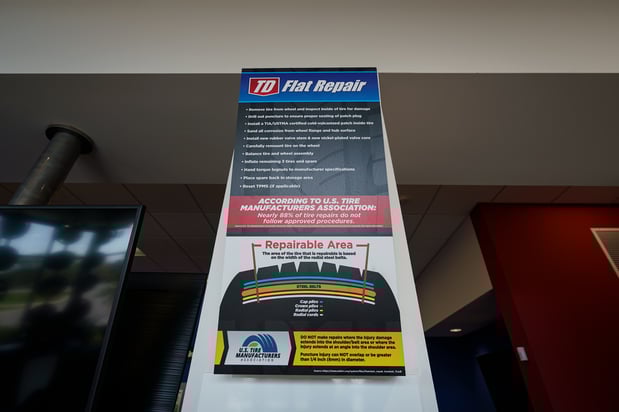 TD Flat Repair
• Remove tire from wheel and inspect inside of tire for damage
• Drill out puncture to ensure proper seating of patch plug
• Install a TIA/USTMA certified cold-vulcanized patch inside tire
• Sand all corrosion from wheel flange and hub surface
• Install new rubber valve stem & new nickel-plated valve core
• Carefully remount tire on the wheel
• Balance tire and wheel assembly
• Inflate remaining 3 tires and spare
• Hand torque lugnuts to manufacturer specifications
• Place spare back in storage area
• Reset TPMS (if applicable)
ACCORDING TO U.S. TIRE
MANUFACTURERS ASSOCIATION:
Nearly 88% of tire repairs do not
follow approved procedures.
Repairable Area
The area of the tire that is repairable is based
on the width of the radial steel belts.
STEEL BELTS
Cap plies
Crown plies
Radial plies
Radial cords
U.S. TIRE
MANUFACTURERS
ASSOCIATION
DO NOT make repairs where the injury damage
extends into the shoulder/belt area or where the
injury extends at an angle into the shoulder area.
Puncture injury can NOT overlap or be greater
than 1/4 inch (6mm) in diameter.